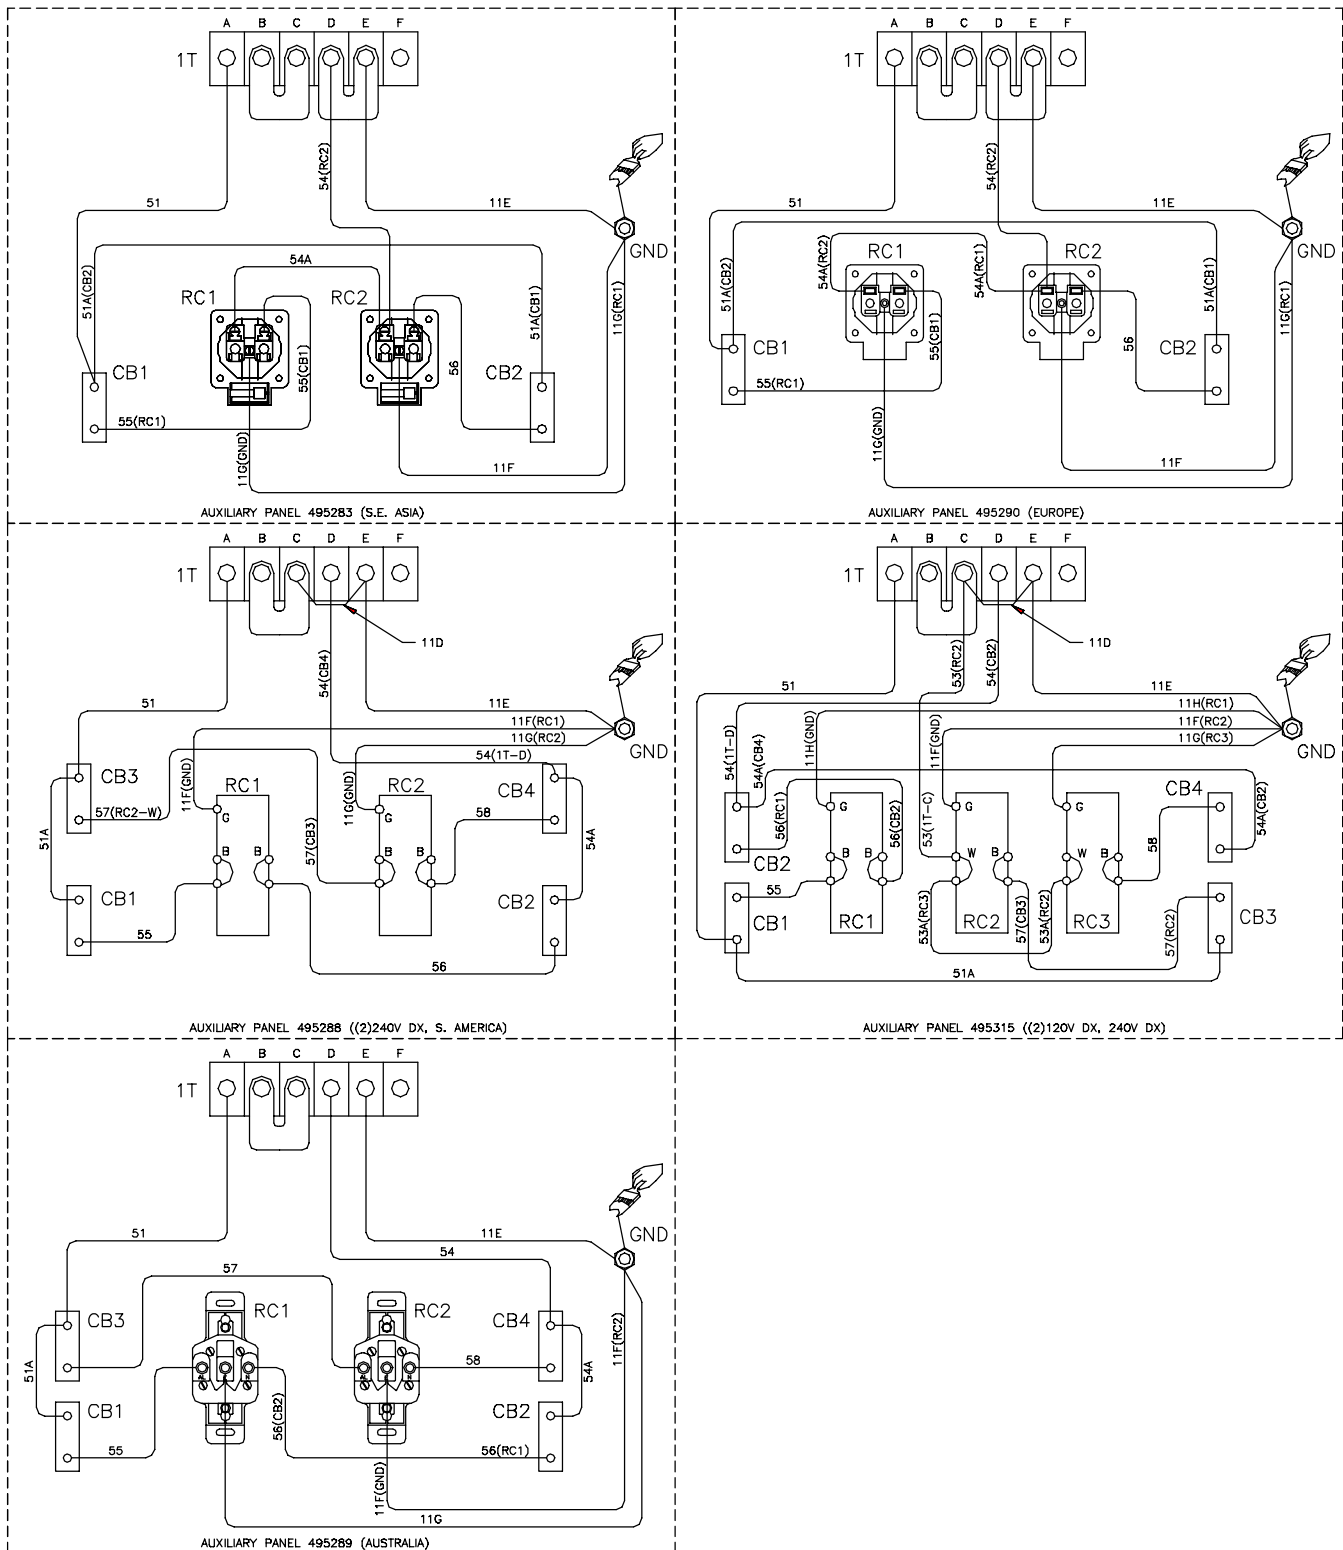 A B C D E F
1T
54(RC2)
51
11E
GND
54A
51A(CB2)
RC1
RC2
51A(CB1)
11G(RC1)
55(CB1)
56
CB1
CB2
55(RC1)
11G(GND)
11F
AUXILIARY PANEL 495283 (S.E. ASIA)
A B C D E F
1T
54(RC2)
51
11E
GND
54A(RC2)
RC1
54A(RC1)
RC2
51A(CB2)
51A(CB1)
11G(RC1)
55(CB1)
56
CB1
CB2
55(RC1)
11G(GND)
11F
AUXILIARY PANEL 495290 (EUROPE)
A B C D E F
1T
11D
54(CB4)
51
11E
11F(RC1)
11G(RC2)
GND
54(1T-D)
CB3
11F(GND)
RC1
11G(GND)
RC2
CB4
57(RC2-W)
G
G
58
51A
57(CB3)
54A
B B
B
CB1
CB2
55
56
AUXILIARY PANEL 495288 ((2)240V DX, S. AMERICA)
A B C D E F
1T
11D
53(RC2)
54(CB2)
51
11E
11H(RC1)
11F(RC2)
11G(RC3)
GND
54(1T-D)
54A(CB4)
11H(GND)
11F(GND)
CB4
56(RC1)
G
56(CB2)
53(1T-C)
G
G
58
54A(CB2)
CB2
B B
W B
W B
55
CB1
RC1
53A(RC3)
RC2
57(CB3)
53A(RC2)
RC3
57(RC2)
CB3
51A
AUXILIARY PANEL 495315 ((2)120V DX, 240V DX)
A B C D E F
1T
51
11E
GND
54
57
CB3
RC1
RC2
CB4
11F(RC2)
51A
58
54A
CB1
56(CB2)
CB2
55
56(RC1)
11F(GND)
11G
AUXILIARY PANEL 495289 (AUSTRALIA)